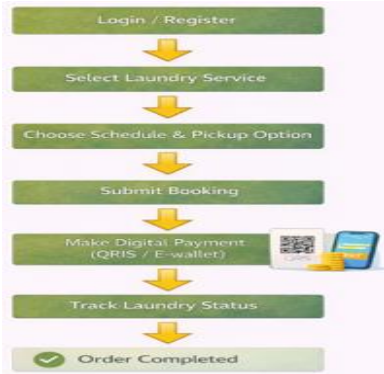 Login / Register
Select Laundry Service
Choose Schedule & Pickup Option
Submit Booking
Make Digital Payment
(QRIS / E-wallet)
Track Laundry Status
Order Completed